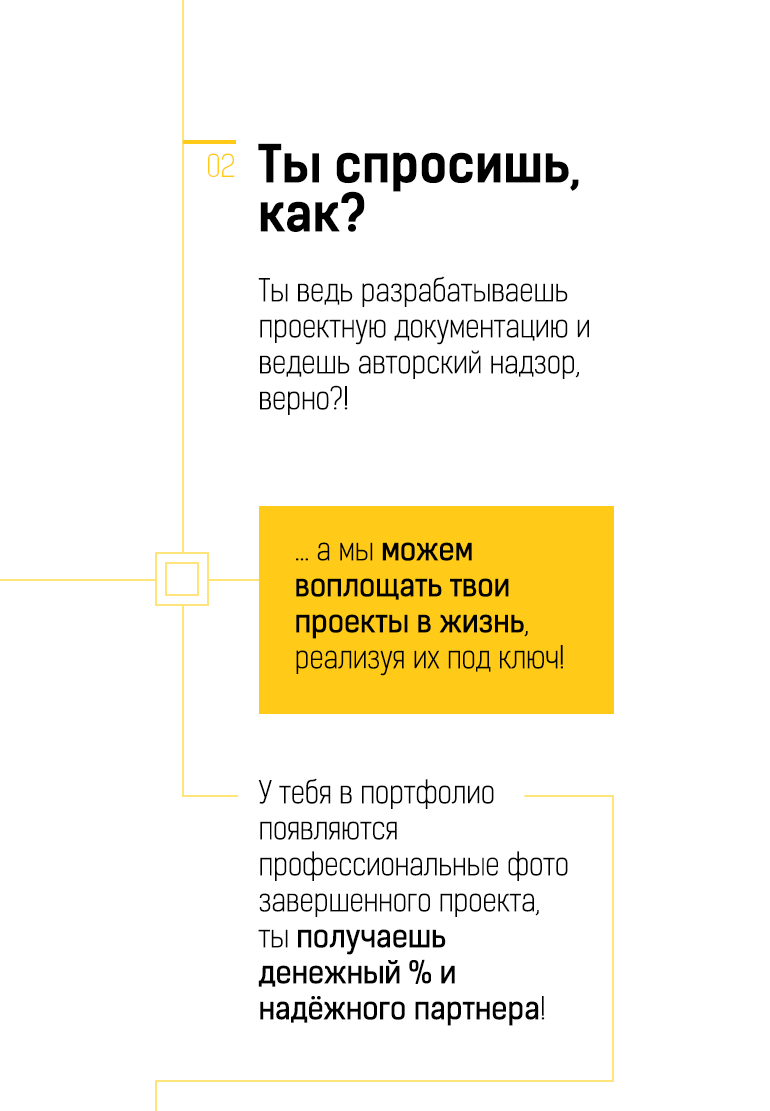 02
Ты спросишь,
как?
Ты ведь разрабатываешь
проектную документацию и
ведешь авторский надзор,
верно?!
... а мы можем
воплощать твои
проекты в жизнь,
реализуя их под ключ!
У тебя в портфолио
появляются
профессиональные фото
завершенного проекта,
ты получаешь
денежный % и
надёжного партнера!